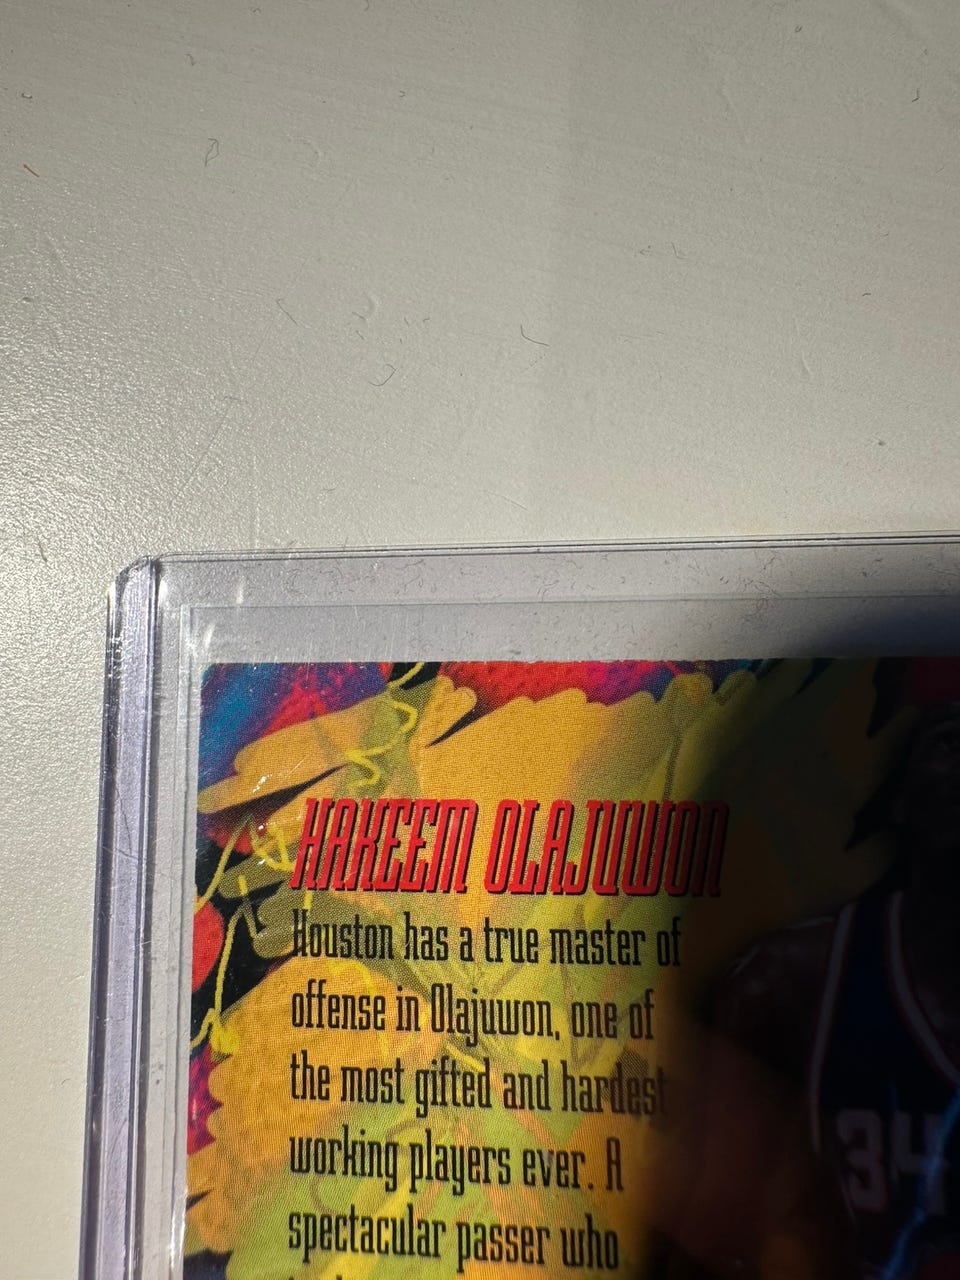 HAKEEM OLAJUWON
Houston has a true master of
offense in Olajuwon, one of
the most gifted and hardest
working players ever. A
spectacular passer who
34